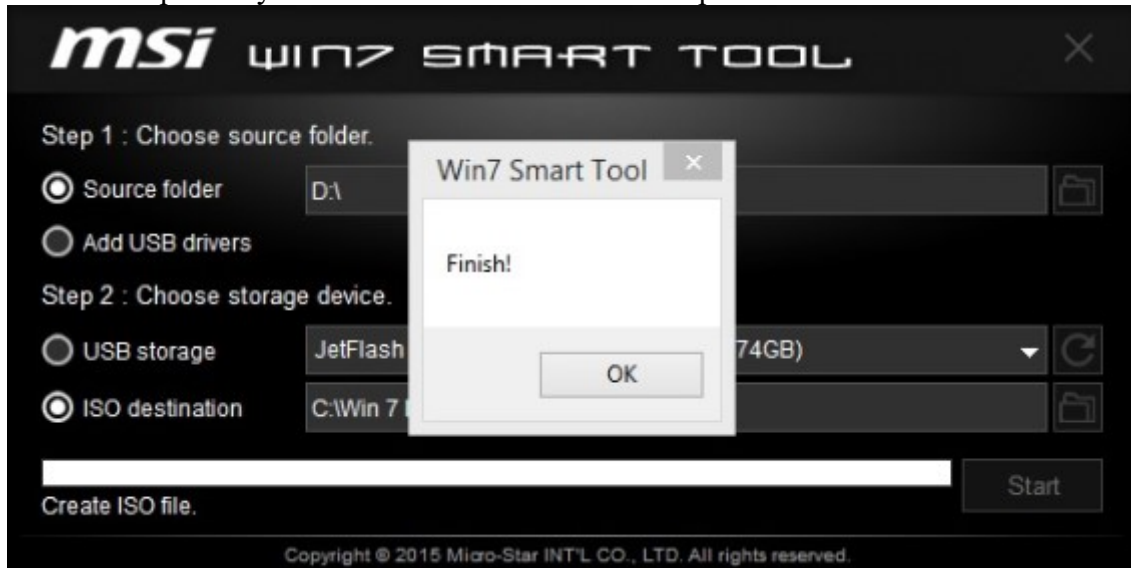 msi WIN7 SMART TOOL
Step 1 : Choose source folder.
Source folder D:\
Add USB drivers
Win7 Smart Tool
Finish!
OK
Step 2 : Choose storage device.
USB storage JetFlash 74GB)
ISO destination C:\Win 7
Start
Create ISO file.
Copyright © 2015 Micro-Star INT'L CO., LTD. All rights reserved.